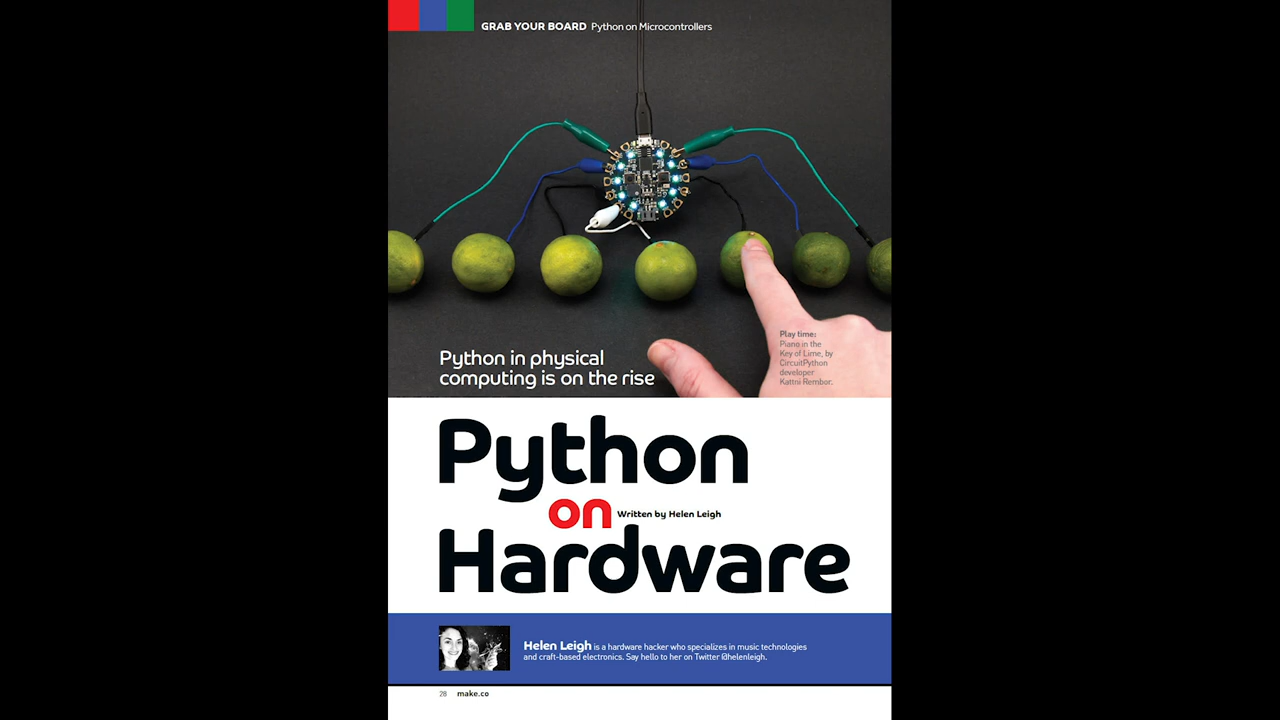 GRAB YOUR BOARD Python on Microcontrollers
Python in physical
computing is on the rise
Play time:
Piano in the
Key of Lime, by
CircuitPython
developer
Kattni Rembor.
Python
on
Written by Helen Leigh
Hardware
Helen Leigh is a hardware hacker who specializes in music technologies
and craft-based electronics. Say hello to her on Twitter @helenleigh.
28 make.co